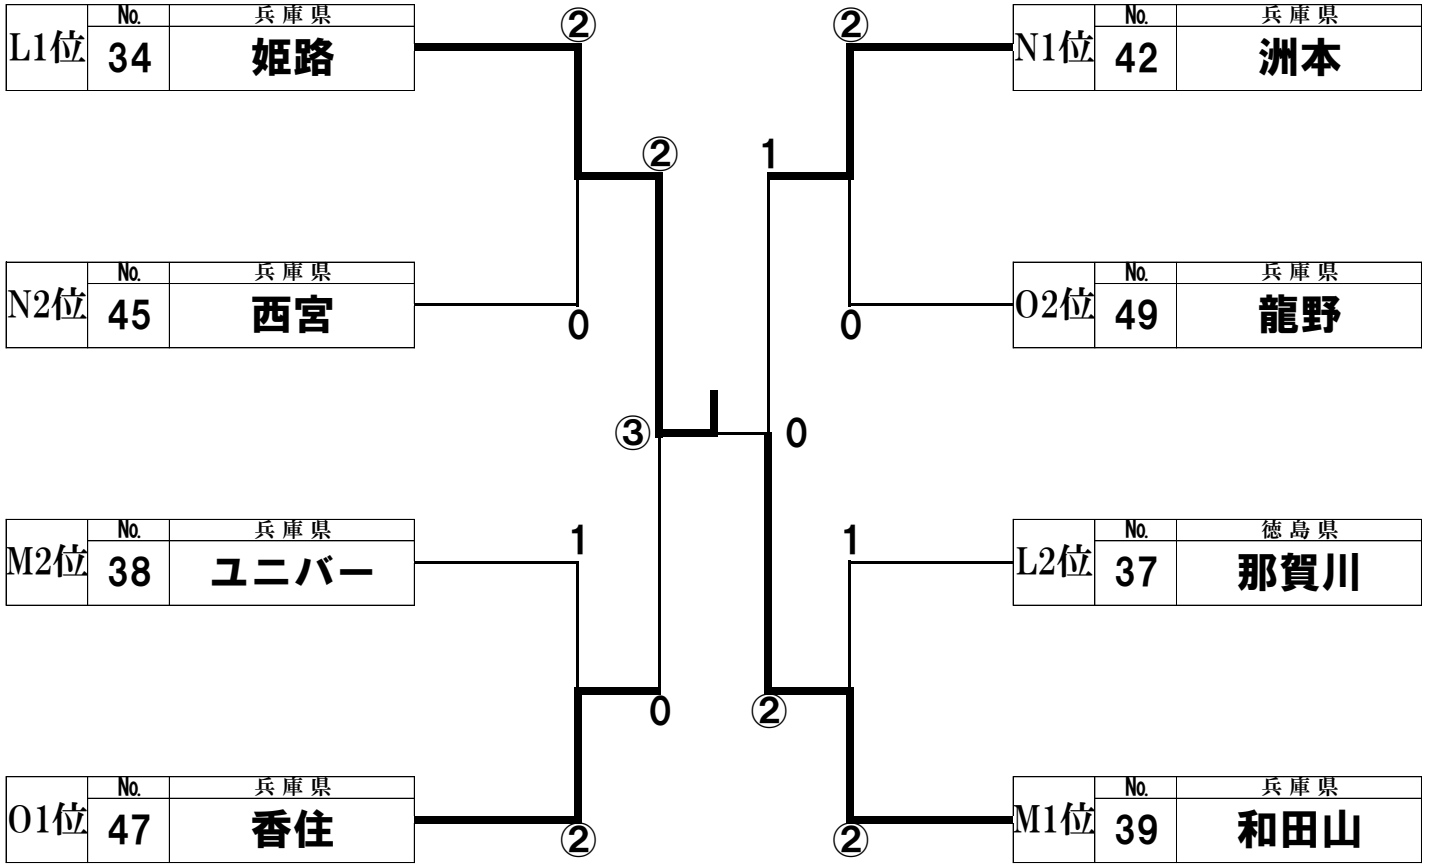 L1位 No. 34 兵庫県 姫路
② ②
N1位 No. 42 兵庫県 洲本
② 1
N2位 No. 45 兵庫県 西宮
0 0
O2位 No. 49 兵庫県 龍野
③ 0
M2位 No. 38 兵庫県 ユニバー
1 1
L2位 No. 37 徳島県 那賀川
0 ②
O1位 No. 47 兵庫県 香住
② ②
M1位 No. 39 兵庫県 和田山